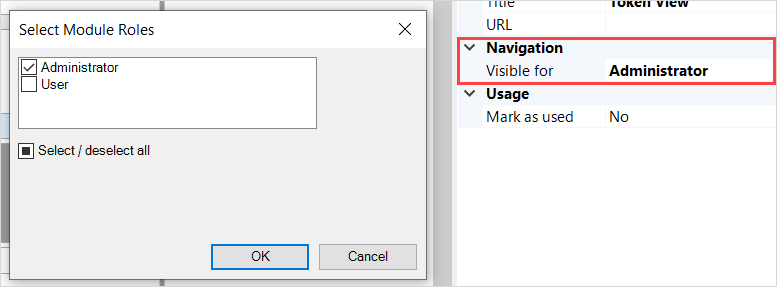 Select Module Roles
Administrator
User
Select / deselect all
OK
Cancel
Title Token View
URL
Navigation
Visible for Administrator
Usage
Mark as used No